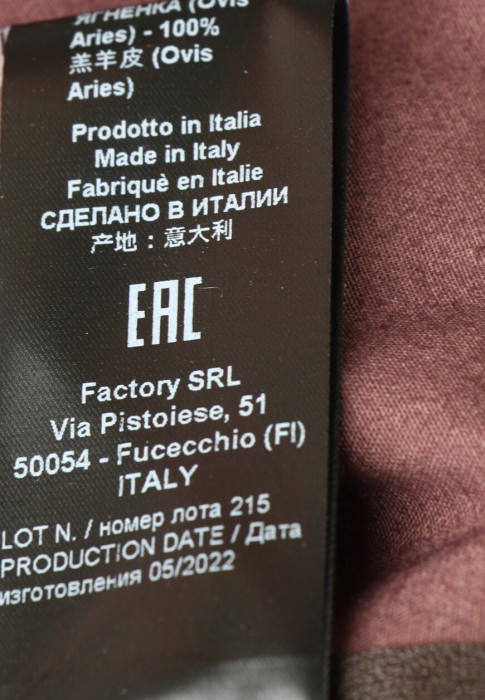 ЯГНЕНКА (Ovis
Aries) - 100%
羔羊皮 (Ovis
Aries)
Prodotto in Italia
Made in Italy
Fabriquè en Italie
СДЕЛАНО В ИТАЛИИ
产地：意大利
EAC
Factory SRL
Via Pistoiese, 51
50054 - Fucecchio (FI)
ITALY
LOT N. / номер лота 215
PRODUCTION DATE / Дата
изготовления 05/2022